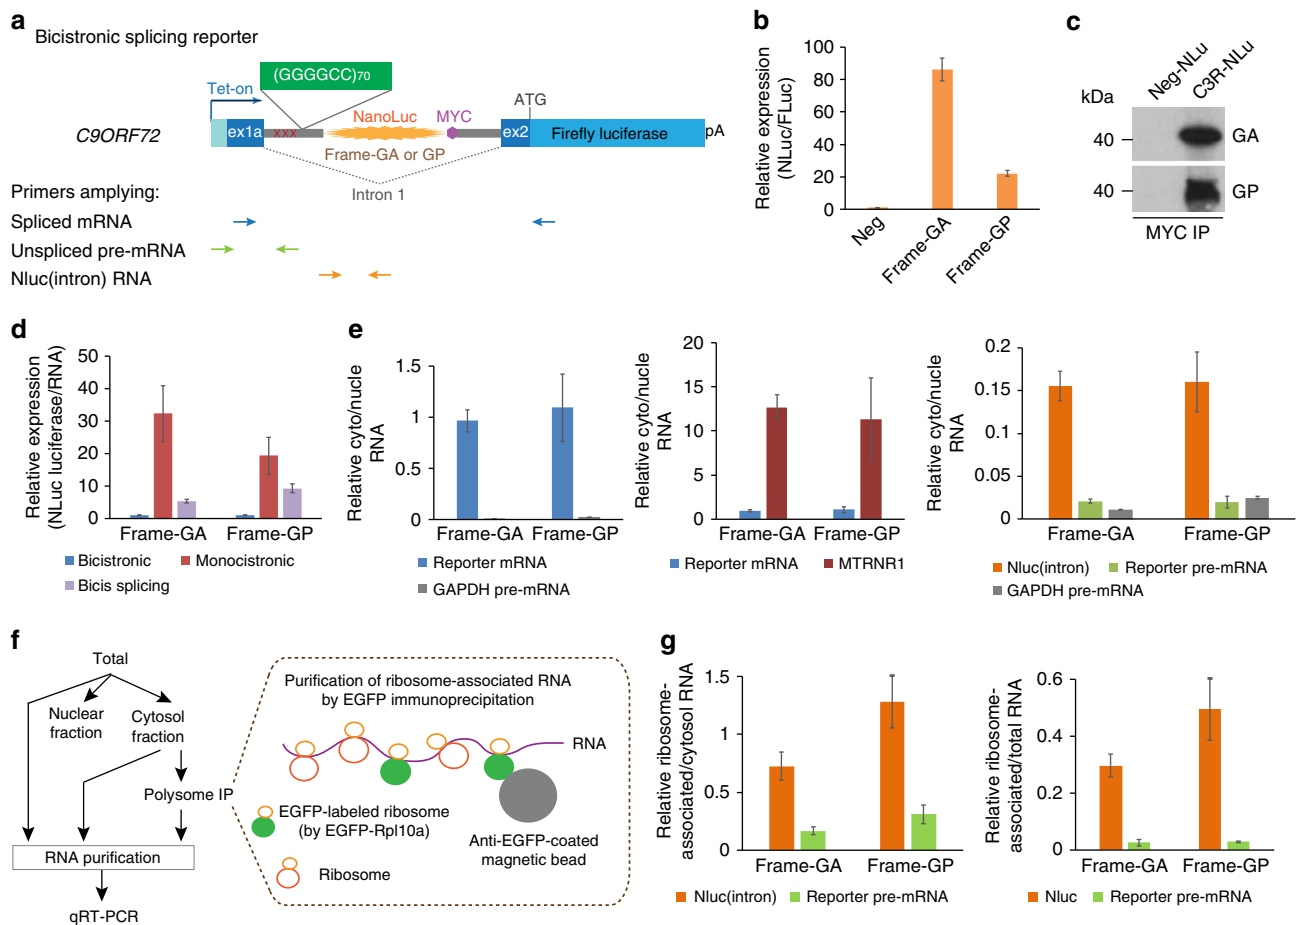 a
Bicistronic splicing reporter
(GGGGCC)70
Tet-on
NanoLuc
MYC
ATG
C9ORF72
ex1a
xxx
ex2
Firefly luciferase
pA
Frame-GA or GP
Intron 1
Primers amplying:
Spliced mRNA
Unspliced pre-mRNA
Nluc(intron) RNA
b
Relative expression
(NLuc/FLuc)
100
80
60
40
20
0
Neg
Frame-GA
Frame-GP
c
Neg-NLu
C3R-NLu
kDa
40
GA
40
GP
MYC IP
d
Relative expression
(NLuc luciferase/RNA)
50
40
30
20
10
0
Frame-GA
Frame-GP
Bicistronic
Monocistronic
Bicis splicing
e
Relative cyto/nucle
RNA
1.5
1
0.5
0
Frame-GA
Frame-GP
Reporter mRNA
GAPDH pre-mRNA
Relative cyto/nucle
RNA
20
15
10
5
0
Frame-GA
Frame-GP
Reporter mRNA
MTRNR1
Relative cyto/nucle
RNA
0.2
0.15
0.1
0.05
0
Frame-GA
Frame-GP
Nluc(intron)
Reporter pre-mRNA
GAPDH pre-mRNA
f
Total
Nuclear
fraction
Cytosol
fraction
Polysome IP
RNA purification
qRT-PCR
Purification of ribosome-associated RNA
by EGFP immunoprecipitation
RNA
EGFP-labeled ribosome
(by EGFP-Rpl10a)
Anti-EGFP-coated
magnetic bead
Ribosome
g
Relative ribosome-
associated/cytosol RNA
1.5
1
0.5
0
Frame-GA
Frame-GP
Nluc(intron)
Reporter pre-mRNA
Relative ribosome-
associated/total RNA
0.6
0.4
0.2
0
Frame-GA
Frame-GP
Nluc
Reporter pre-mRNA